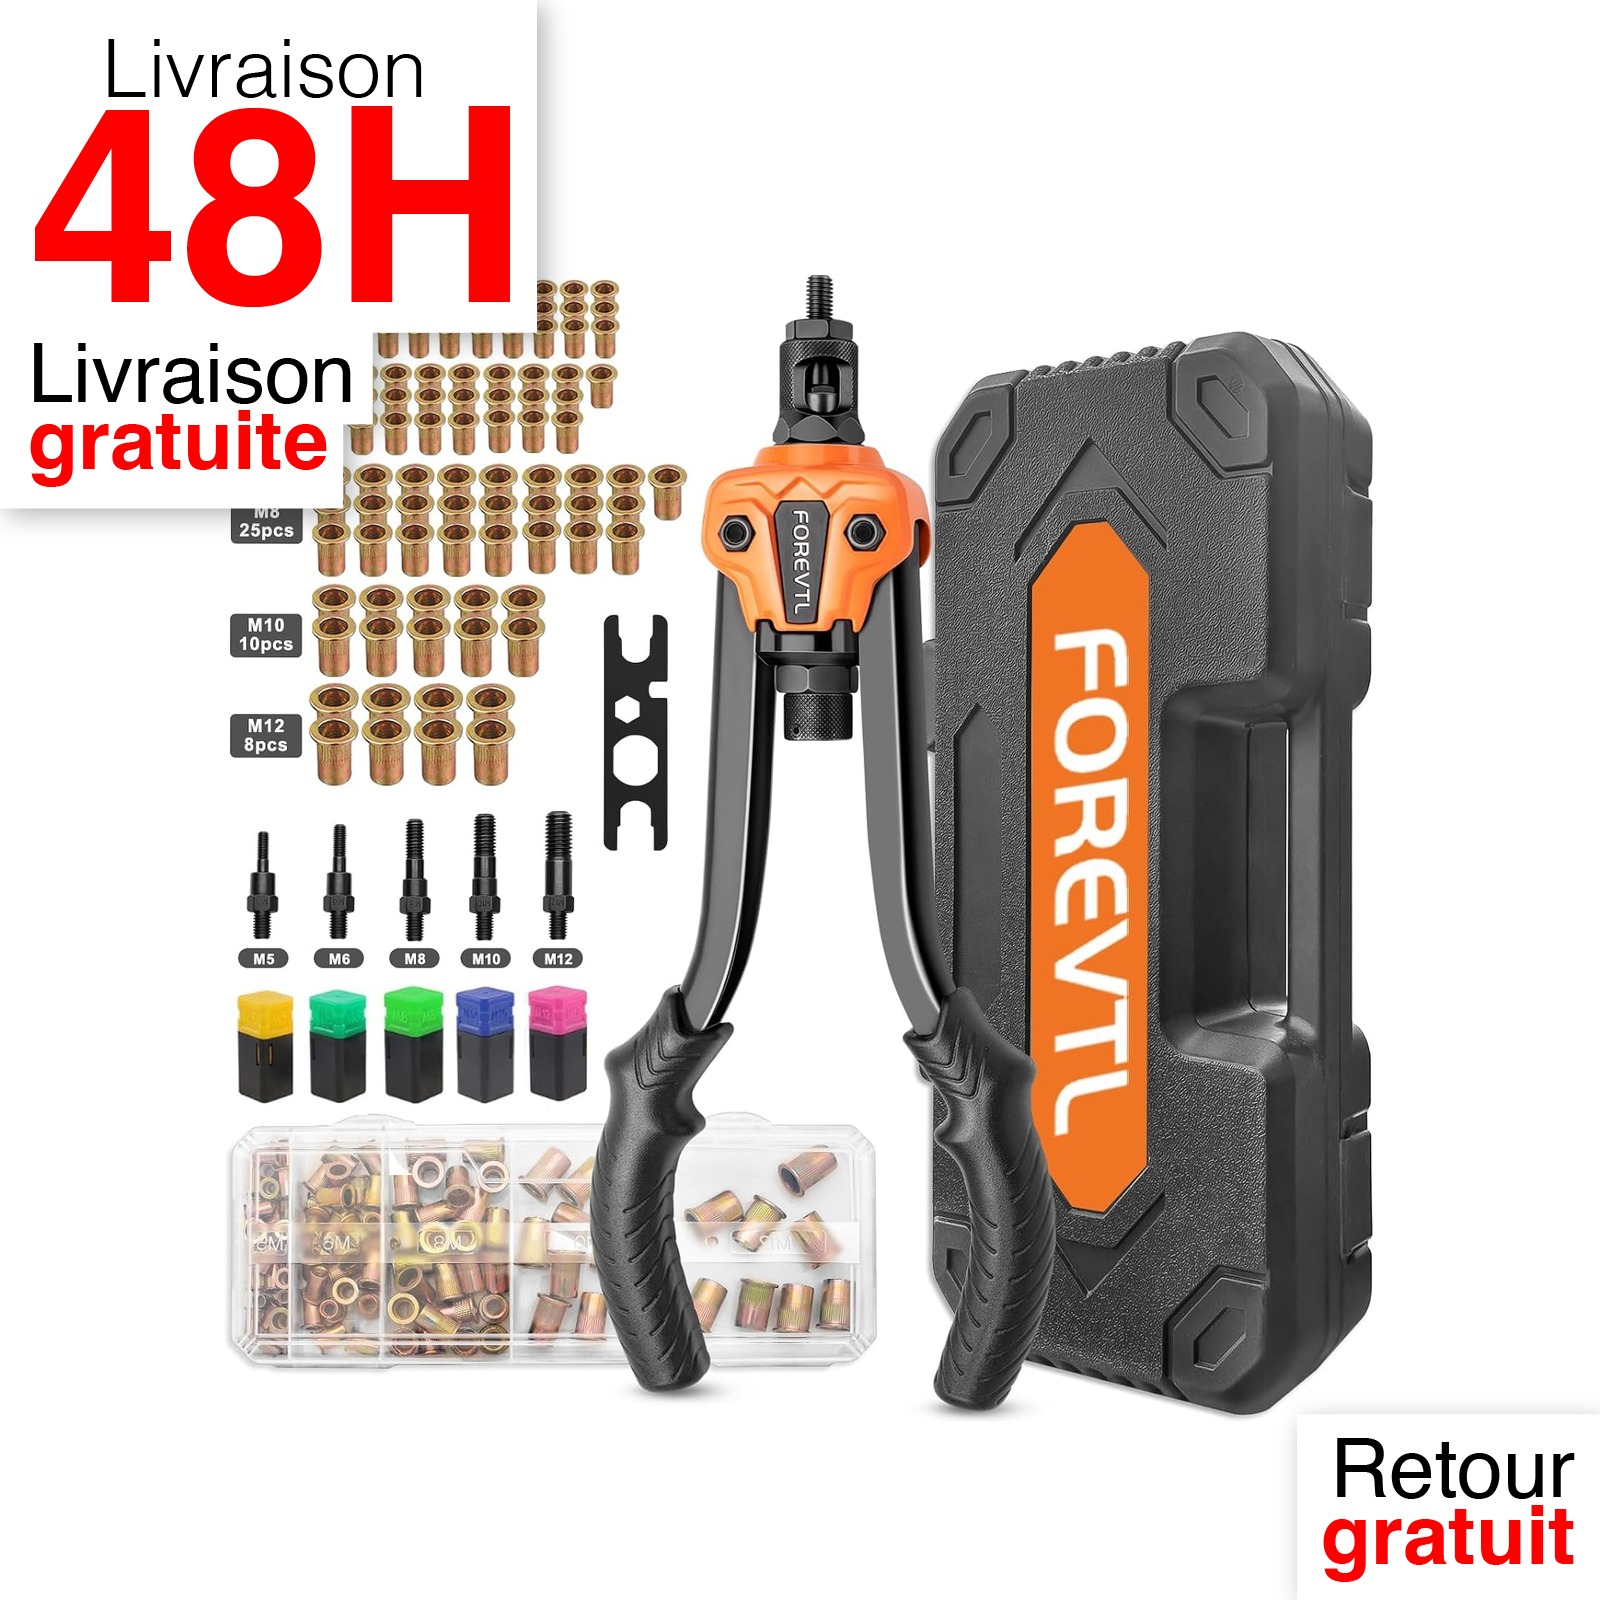 Livraison
48H
Livraison
gratuite
M8
25pcs
M10
10pcs
M12
8pcs
FOREVTL
FOREVTL
M5
M6
M8
M10
M12
Retour
gratuit